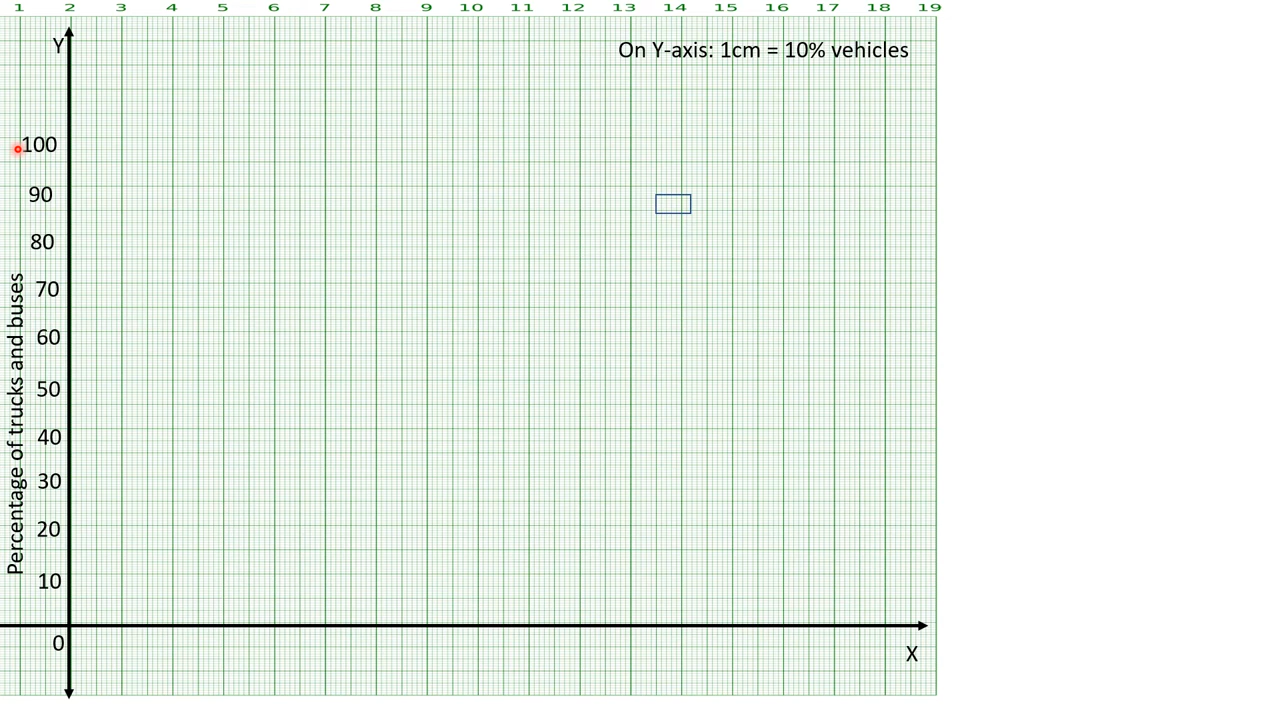 1 2 3 4 5 6 7 8 9 10 11 12 13 14 15 16 17 18 19
Y
On Y-axis: 1cm = 10% vehicles
100
90
80
70
60
50
40
30
20
10
0
Percentage of trucks and buses
X